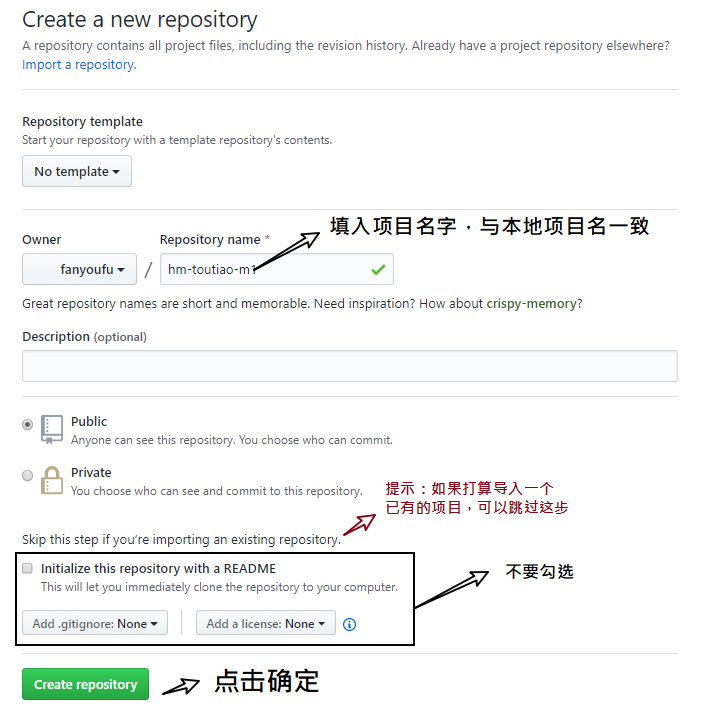 Create a new repository
A repository contains all project files, including the revision history. Already have a project repository elsewhere?
Import a repository.
Repository template
Start your repository with a template repository's contents.
No template
填入项目名字，与本地项目名一致
Owner
Repository name *
fanyoufu
/
hm-toutiao-m1
Great repository names are short and memorable. Need inspiration? How about crispy-memory?
Description (optional)
Public
Anyone can see this repository. You choose who can commit.
Private
You choose who can see and commit to this repository.
提示：如果打算导入一个
已有的项目，可以跳过这步
Skip this step if you're importing an existing repository.
Initialize this repository with a README
This will let you immediately clone the repository to your computer.
不要勾选
Add .gitignore: None
Add a license: None
Create repository
点击确定